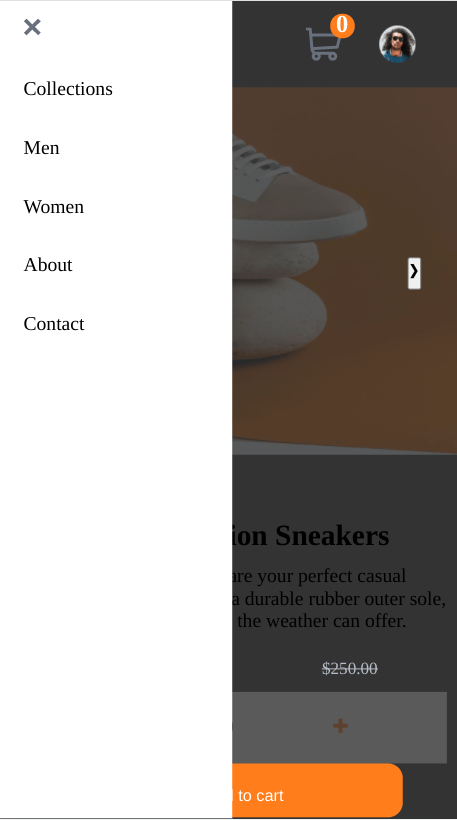 0
Collections
Men
Women
About
Contact
ion Sneakers
are your perfect casual
a durable rubber outer sole,
the weather can offer.
$250.00
to cart